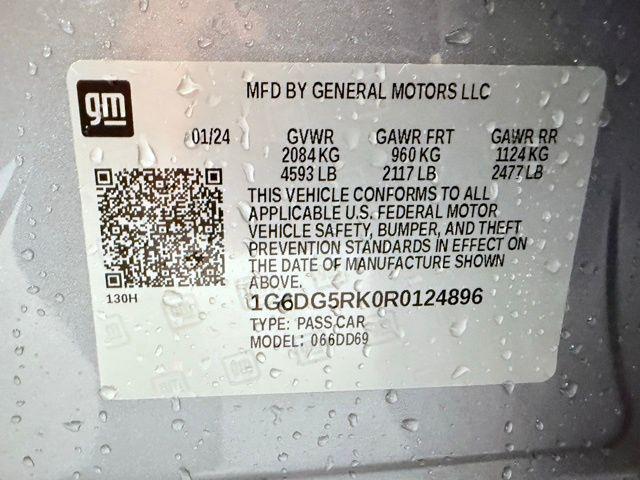 gm
MFD BY GENERAL MOTORS LLC
01/24 GVWR GAWR FRT GAWR RR
2084 KG 960 KG 1124 KG
4593 LB 2117 LB 2477 LB
THIS VEHICLE CONFORMS TO ALL
APPLICABLE U.S. FEDERAL MOTOR
VEHICLE SAFETY, BUMPER, AND THEFT
PREVENTION STANDARDS IN EFFECT ON
THE DATE OF MANUFACTURE SHOWN
ABOVE.
130H
1G6DG5RK0R0124896
TYPE: PASS CAR
MODEL: 066DD69